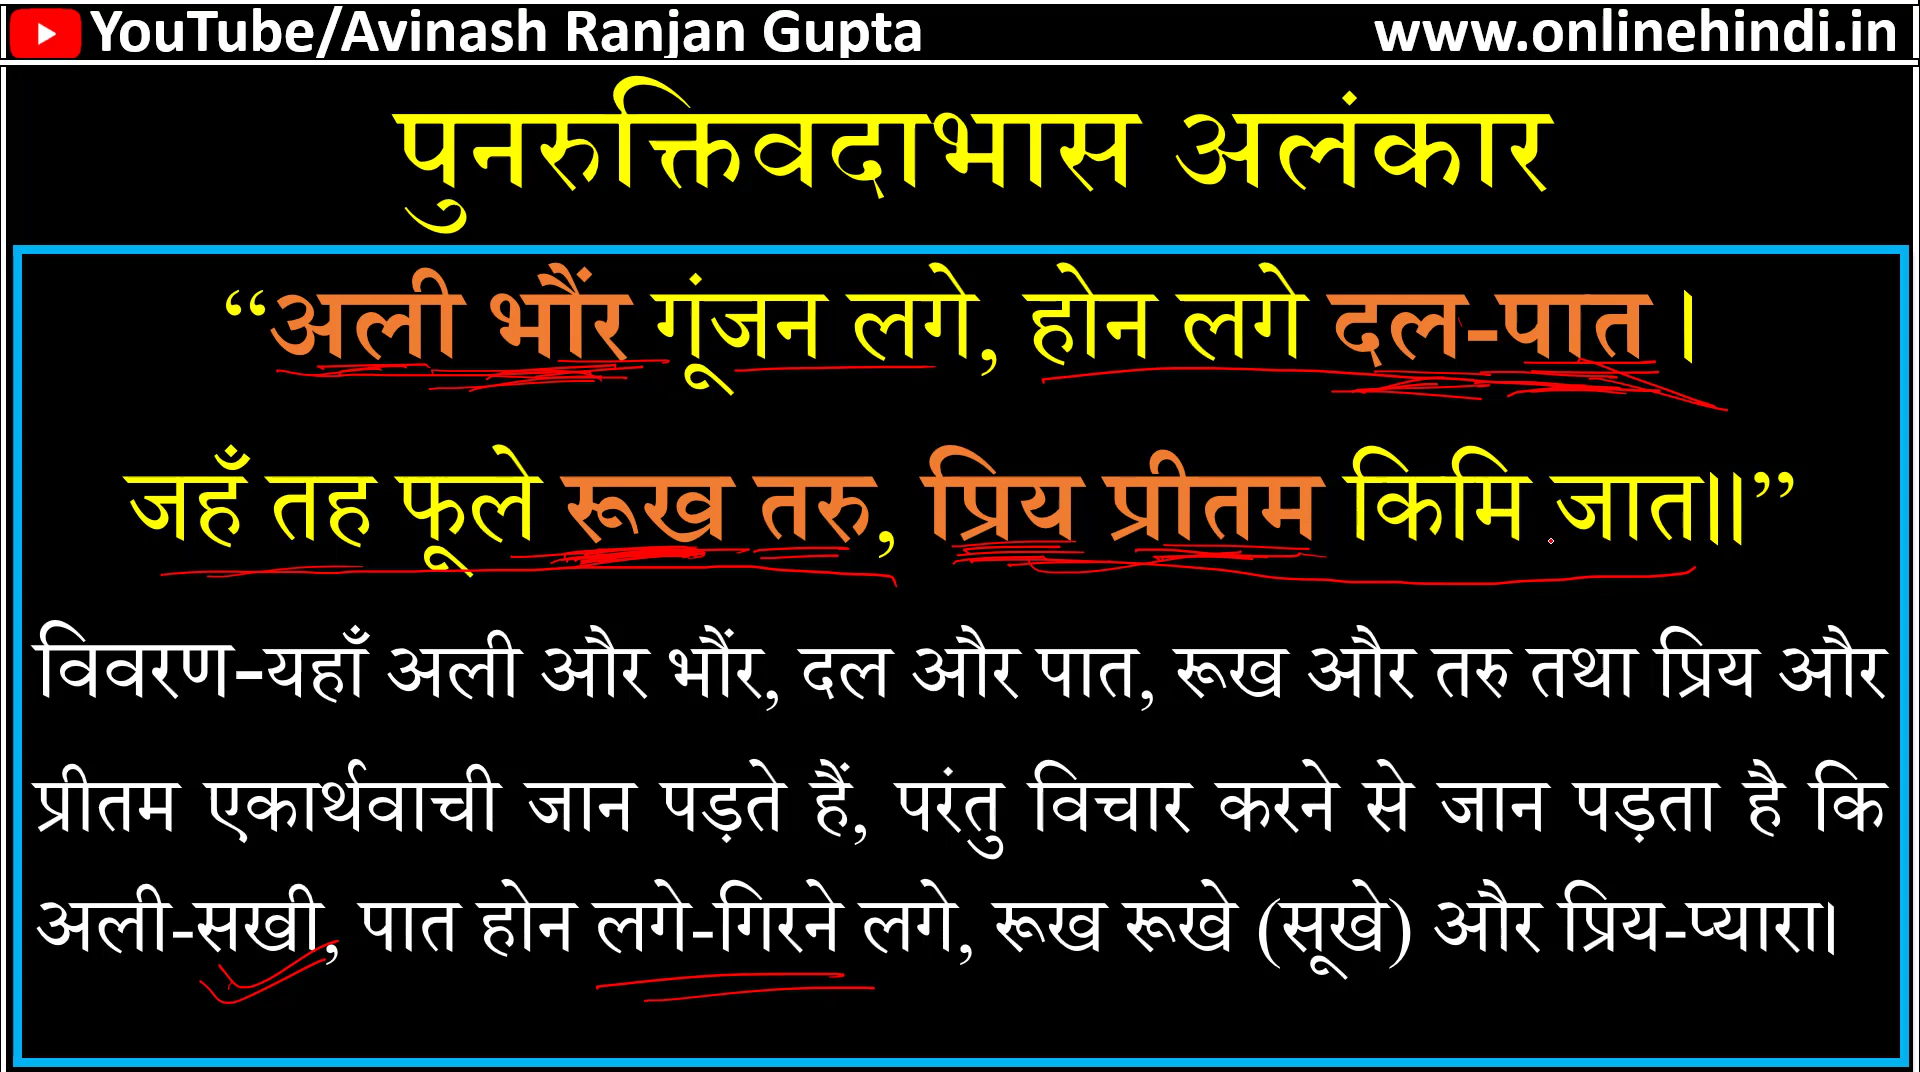 YouTube/Avinash Ranjan Gupta www.onlinehindi.in
पुनरुक्तिवदाभास अलंकार
“अली भौंर गूंजन लगे, होन लगे दल-पात।
जहँ तह फूले रूख तरु, प्रिय प्रीतम किमि जात॥”
विवरण-यहाँ अली और भौंर, दल और पात, रूख और तरु तथा प्रिय और
प्रीतम एकार्थवाची जान पड़ते हैं, परंतु विचार करने से जान पड़ता है कि
अली-सखी, पात होन लगे-गिरने लगे, रूख रूखे (सूखे) और प्रिय-प्यारा।